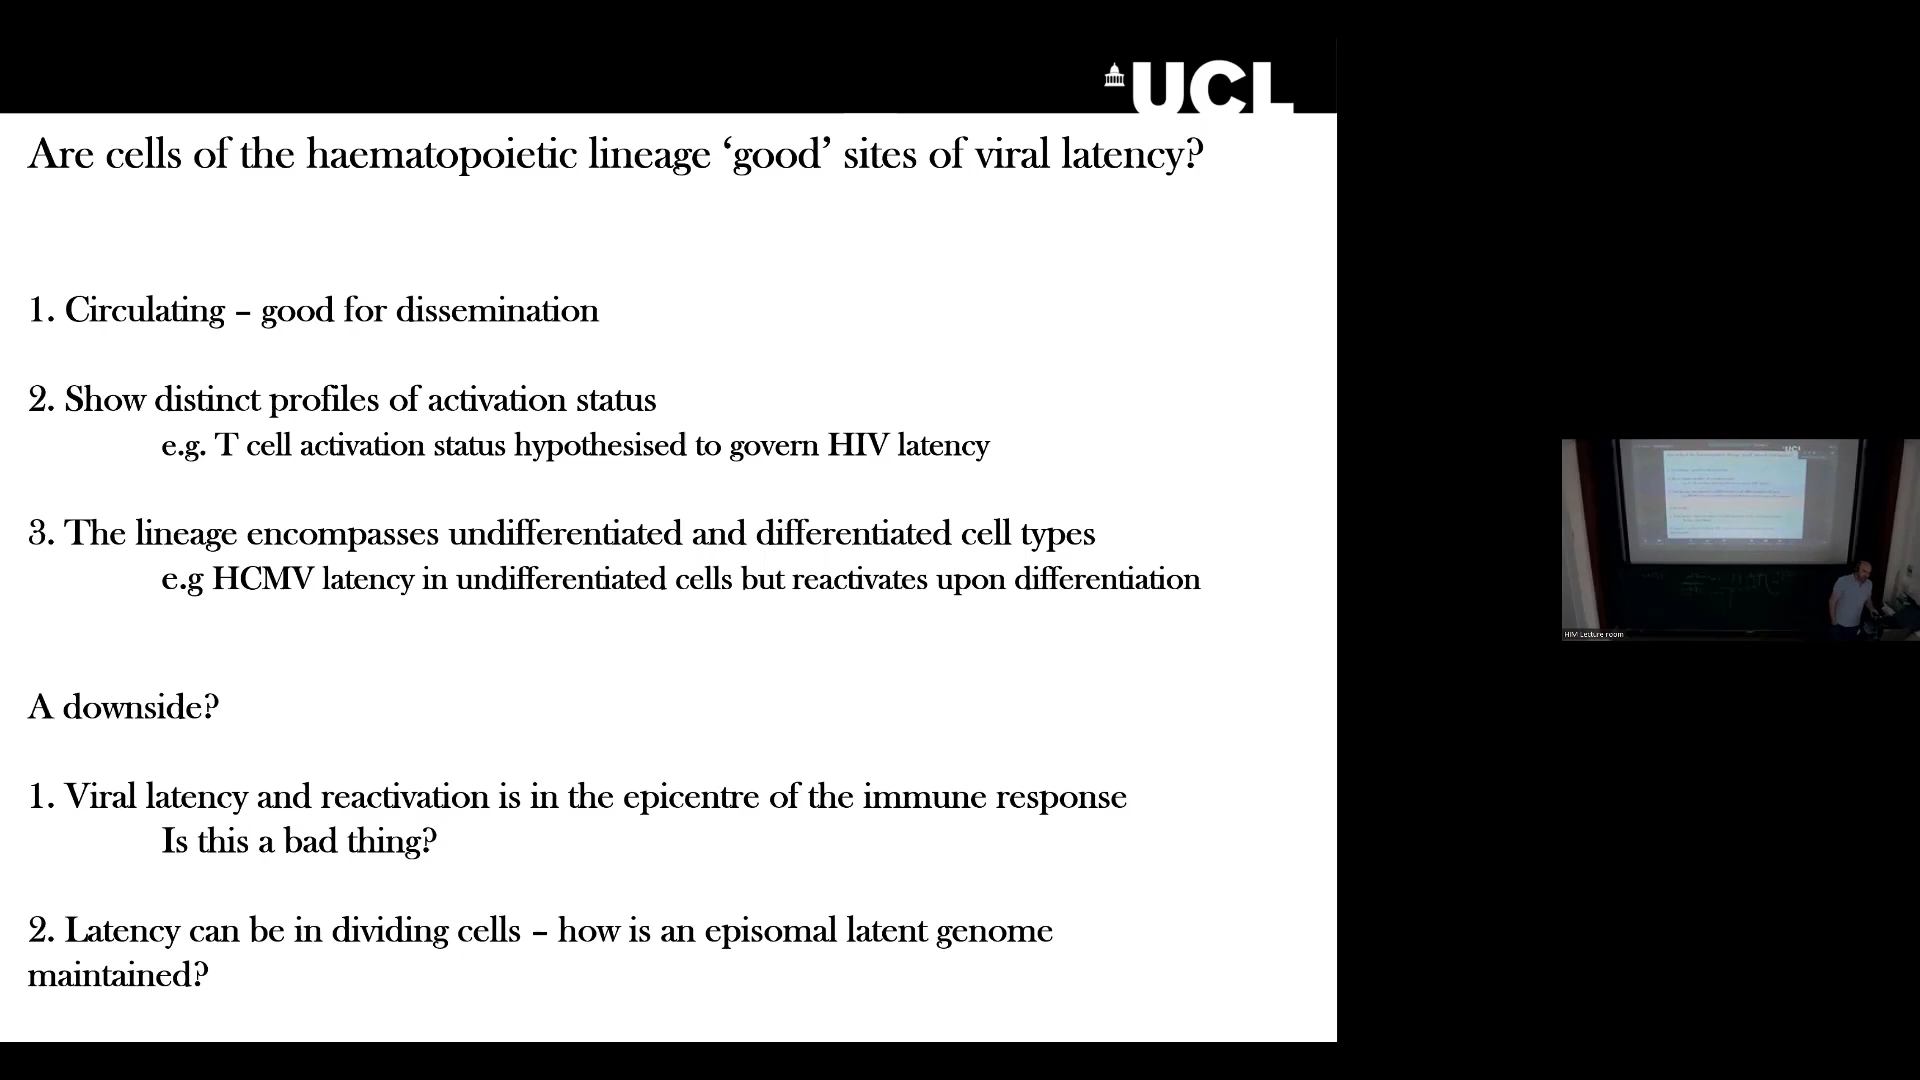 UCL
Are cells of the haematopoietic lineage ‘good’ sites of viral latency?
1. Circulating – good for dissemination
2. Show distinct profiles of activation status
e.g. T cell activation status hypothesised to govern HIV latency
3. The lineage encompasses undifferentiated and differentiated cell types
e.g HCMV latency in undifferentiated cells but reactivates upon differentiation
A downside?
1. Viral latency and reactivation is in the epicentre of the immune response
Is this a bad thing?
2. Latency can be in dividing cells – how is an episomal latent genome
maintained?
HIM Lecture room